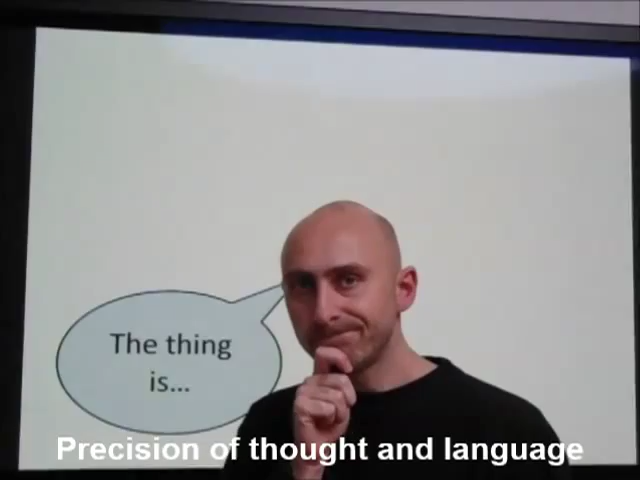 The thing
is...
Precision of thought and language